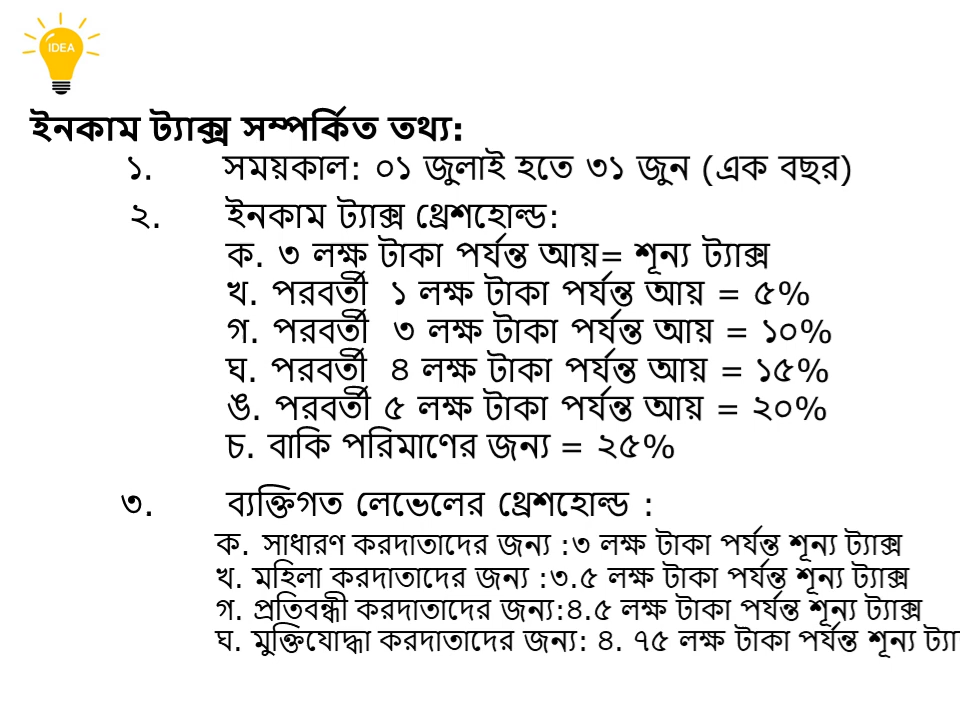 IDEA
ইনকাম ট্যাক্স সম্পর্কিত তথ্য:
১. সময়কাল: ০১ জুলাই হতে ৩১ জুন (এক বছর)
২. ইনকাম ট্যাক্স থ্রেশহোল্ড:
ক. ৩ লক্ষ টাকা পর্যন্ত আয়= শূন্য ট্যাক্স
খ. পরবর্তী ১ লক্ষ টাকা পর্যন্ত আয় = ৫%
গ. পরবর্তী ৩ লক্ষ টাকা পর্যন্ত আয় = ১০%
ঘ. পরবর্তী ৪ লক্ষ টাকা পর্যন্ত আয় = ১৫%
ঙ. পরবর্তী ৫ লক্ষ টাকা পর্যন্ত আয় = ২০%
চ. বাকি পরিমাণের জন্য = ২৫%
৩. ব্যক্তিগত লেভেলের থ্রেশহোল্ড :
ক. সাধারণ করদাতাদের জন্য :৩ লক্ষ টাকা পর্যন্ত শূন্য ট্যাক্স
খ. মহিলা করদাতাদের জন্য :৩.৫ লক্ষ টাকা পর্যন্ত শূন্য ট্যাক্স
গ. প্রতিবন্ধী করদাতাদের জন্য:৪.৫ লক্ষ টাকা পর্যন্ত শূন্য ট্যাক্স
ঘ. মুক্তিযোদ্ধা করদাতাদের জন্য: ৪. ৭৫ লক্ষ টাকা পর্যন্ত শূন্য